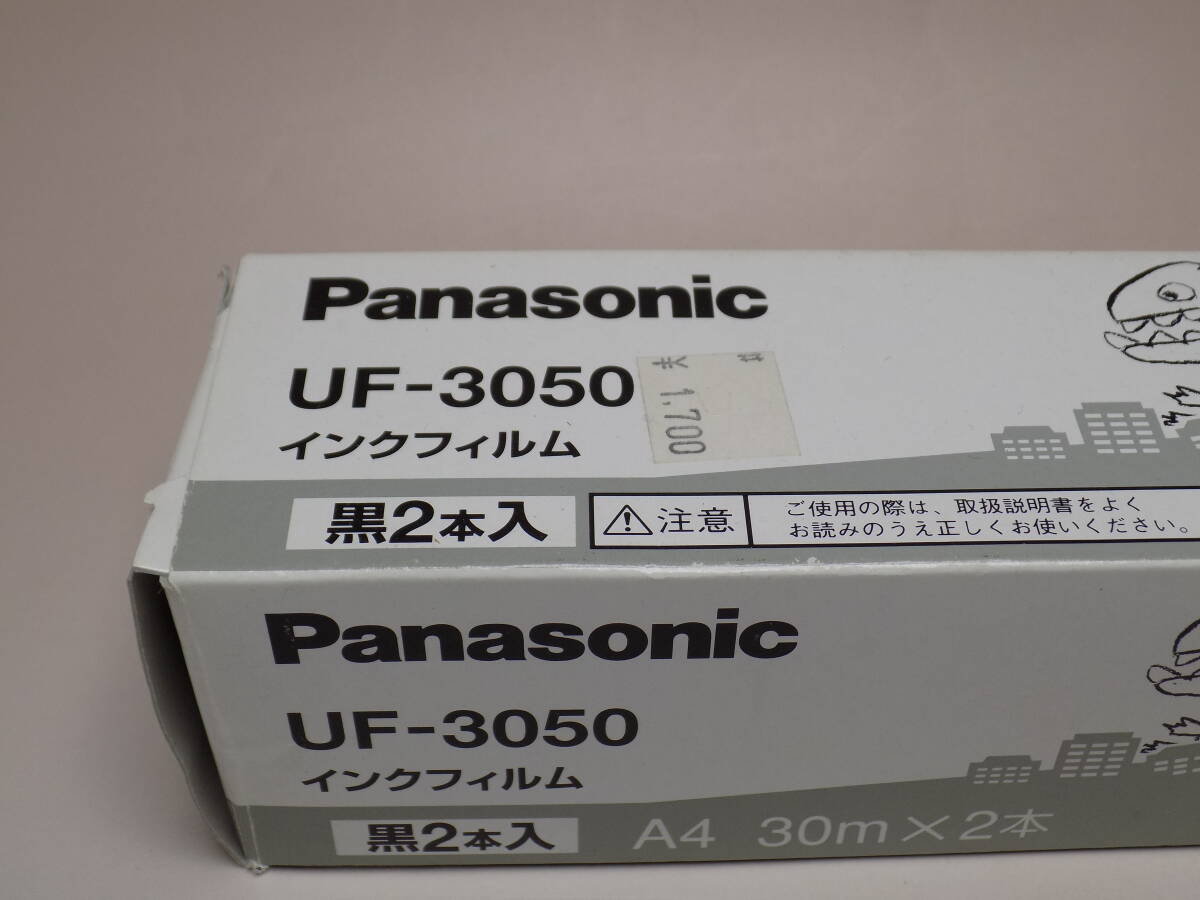 Panasonic
UF-3050
¥1,700
インクフィルム
黒2本入
注意
ご使用の際は、取扱説明書をよく
お読みのうえ正しくお使いください。
Panasonic
UF-3050
インクフィルム
黒2本入
A4 30m×2本